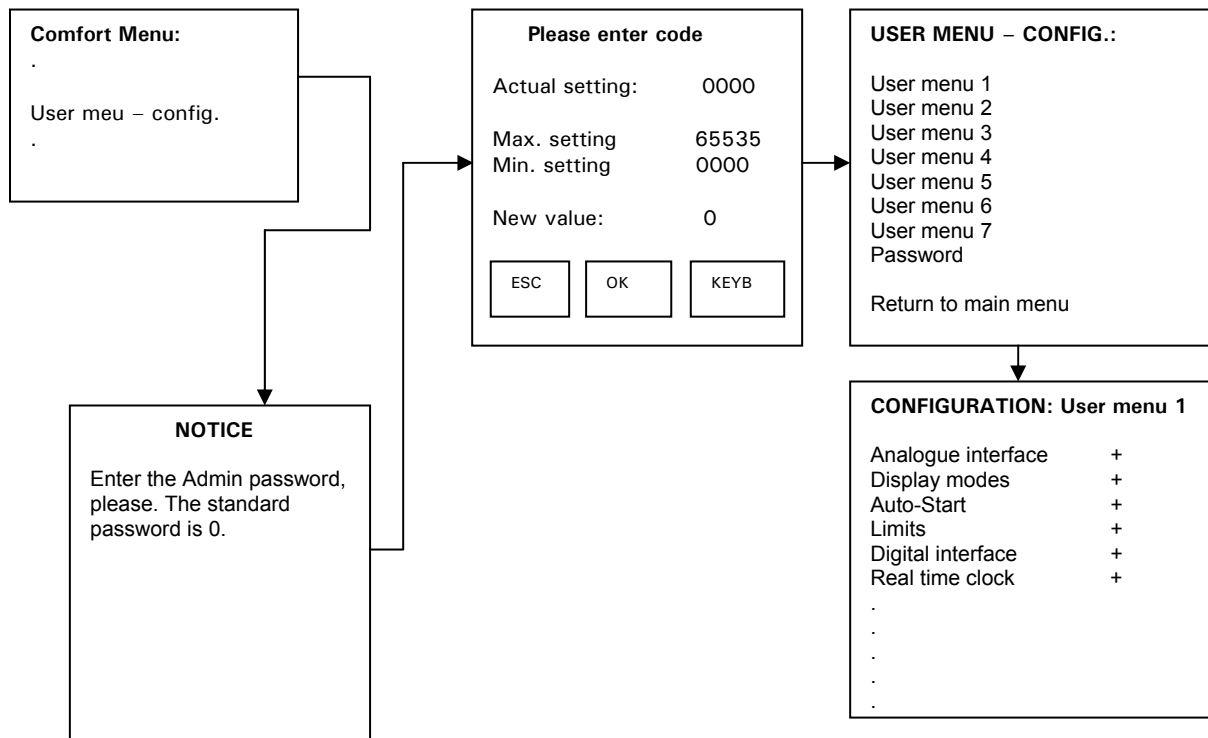 Comfort Menu:
.
User meu – config.
.
NOTICE
Enter the Admin password,
please. The standard
password is 0.
Please enter code
Actual setting: 0000
Max. setting 65535
Min. setting 0000
New value: 0
ESC OK KEYB
USER MENU – CONFIG.:
User menu 1
User menu 2
User menu 3
User menu 4
User menu 5
User menu 6
User menu 7
Password
Return to main menu
CONFIGURATION: User menu 1
Analogue interface +
Display modes +
Auto-Start +
Limits +
Digital interface +
Real time clock +
.
.
.
.
.